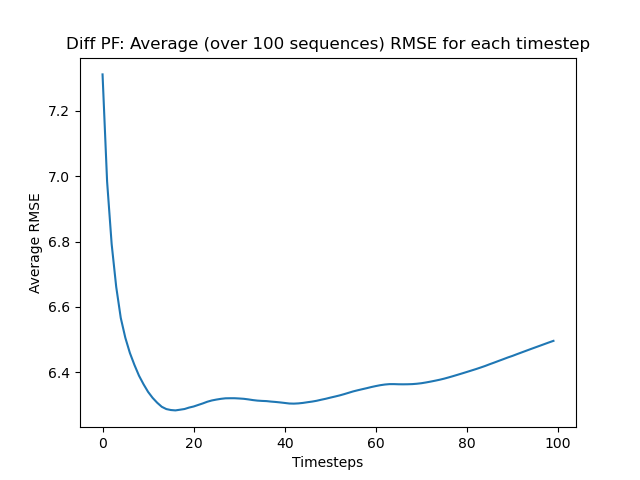 Diff PF: Average (over 100 sequences) RMSE for each timestep
7.2
7.0
6.8
6.6
6.4
Average RMSE
0 20 40 60 80 100
Timesteps